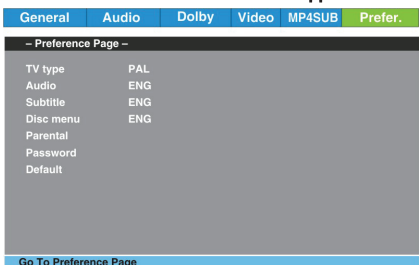 General Audio Dolby Video MP4SUB Prefer.
– Preference Page –
TV type PAL
Audio ENG
Subtitle ENG
Disc menu ENG
Parental
Password
Default
Go To Preference Page